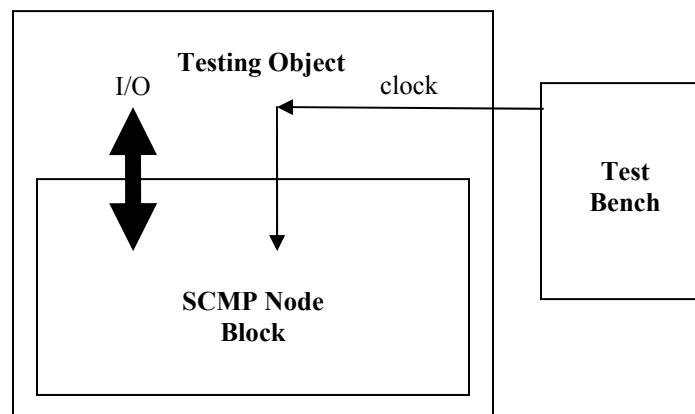 Testing Object
I/O
clock
Test
Bench
SCMP Node
Block